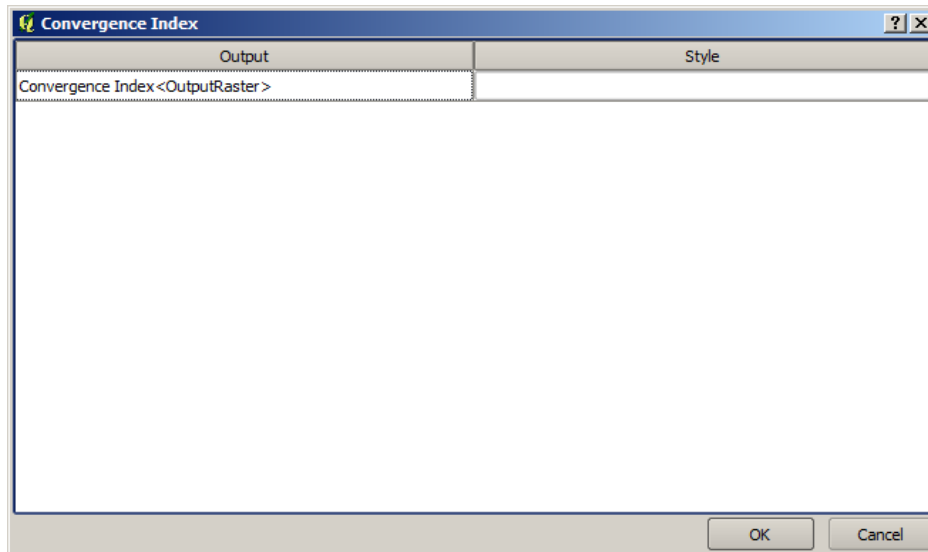 Convergence Index
Output Style
Convergence Index<OutputRaster>
OK Cancel